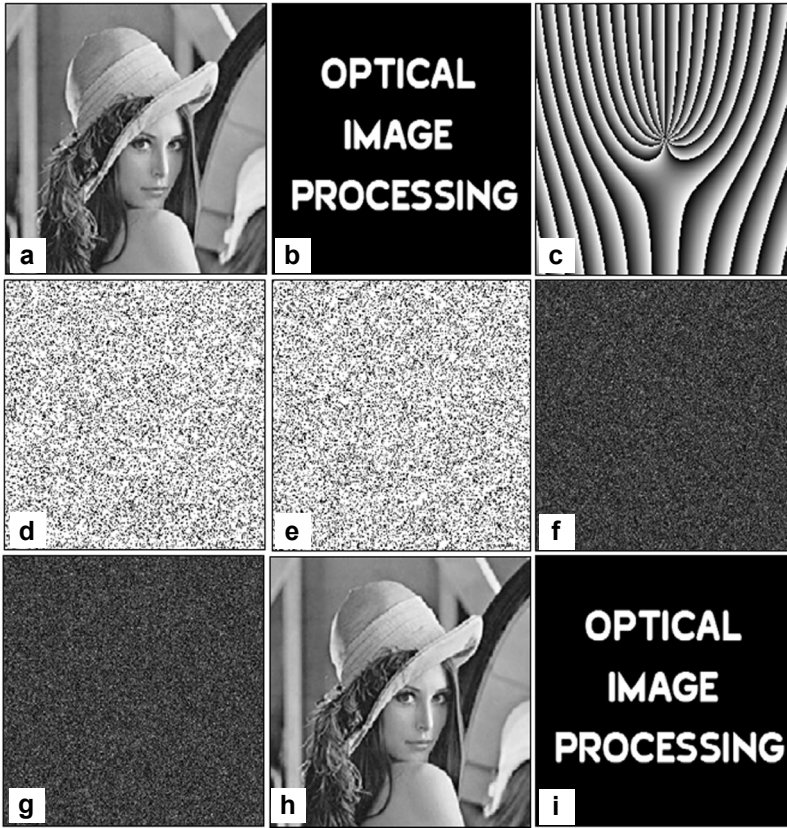 a
OPTICAL
IMAGE
PROCESSING
b
c
d
e
f
g
h
OPTICAL
IMAGE
PROCESSING
i